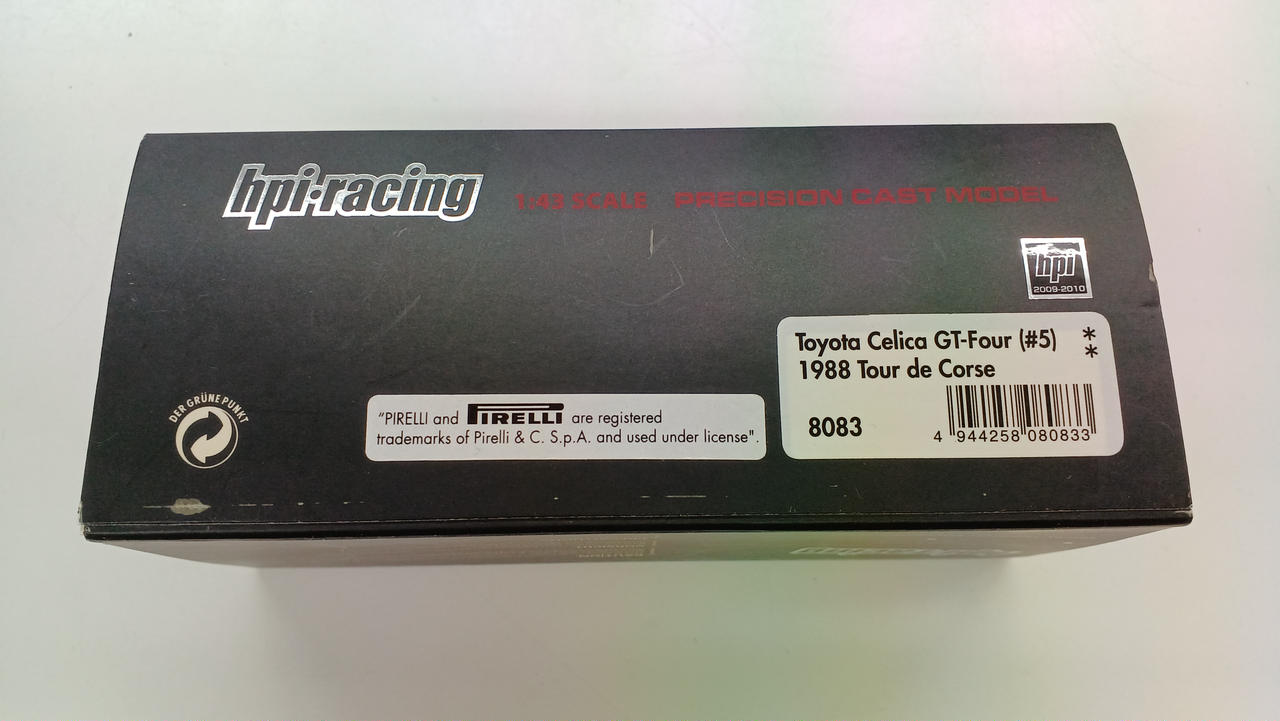 hpi·racing 1:43 SCALE PRECISION CAST MODEL
hpi
2009-2010
Toyota Celica GT-Four (#5) *
1988 Tour de Corse *
8083
4 944258 080833
DER GRÜNE PUNKT
"PIRELLI and PIRELLI are registered
trademarks of Pirelli & C. S.p.A. and used under license".